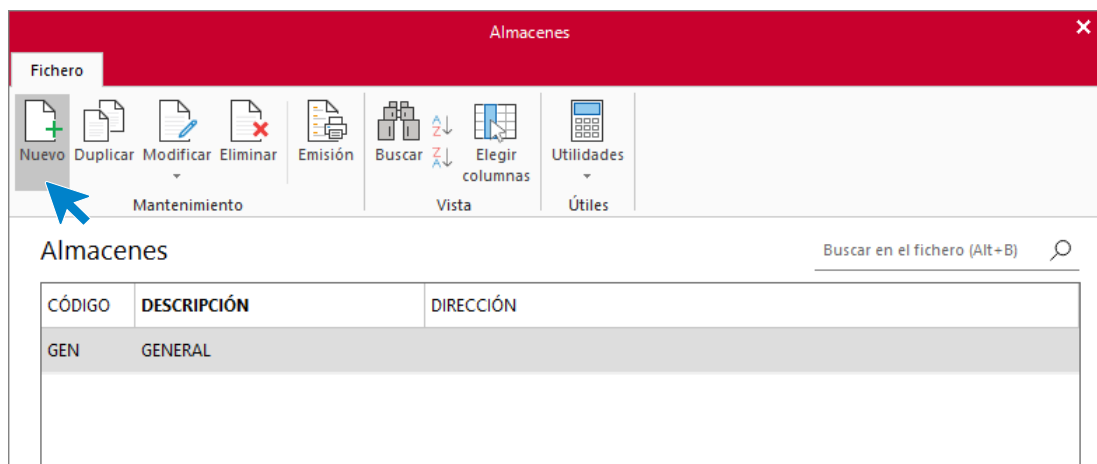 Almacenes
Fichero
Nuevo Duplicar Modificar Eliminar Emisión Buscar Elegir columnas Utilidades
Mantenimiento Vista Útiles
Almacenes
Buscar en el fichero (Alt+B)
CÓDIGO DESCRIPCIÓN DIRECCIÓN
GEN GENERAL